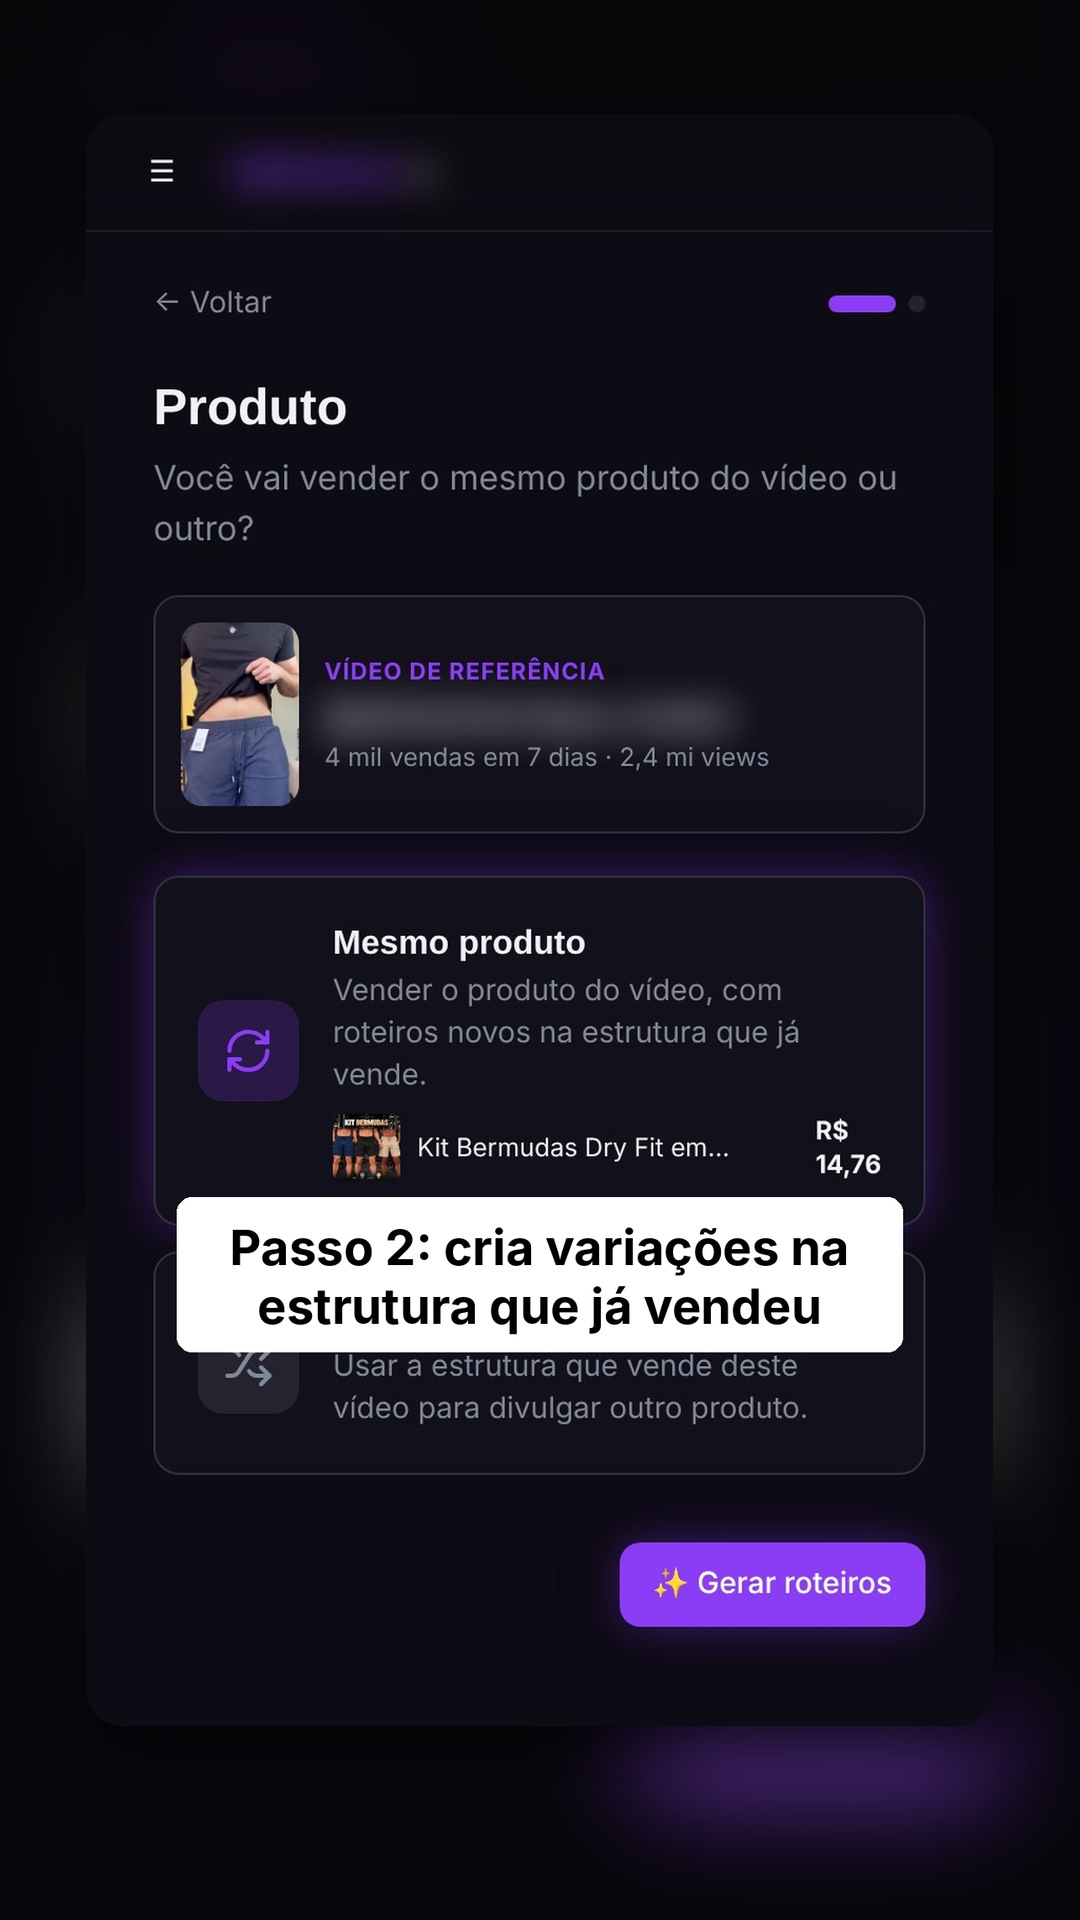 ← Voltar
Produto
Você vai vender o mesmo produto do vídeo ou
outro?
VÍDEO DE REFERÊNCIA
4 mil vendas em 7 dias · 2,4 mi views
Mesmo produto
Vender o produto do vídeo, com
roteiros novos na estrutura que já
vende.
KIT BERMUDAS
Kit Bermudas Dry Fit em...
R$
14,76
Passo 2: cria variações na
estrutura que já vendeu
Usar a estrutura que vende deste
vídeo para divulgar outro produto.
✨ Gerar roteiros